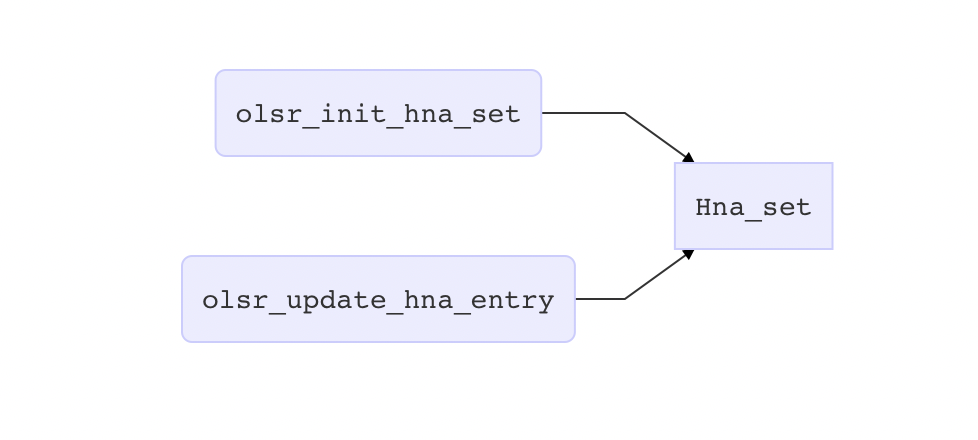 olsr_init_hna_set
Hna_set
olsr_update_hna_entry